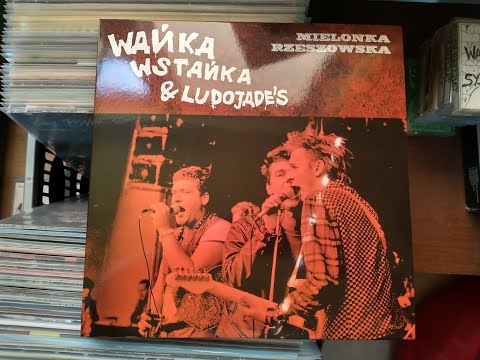 WAŃKA
WSTAŃKA
& LUDOJADE'S
MIELONKA
RZESZOWSKA